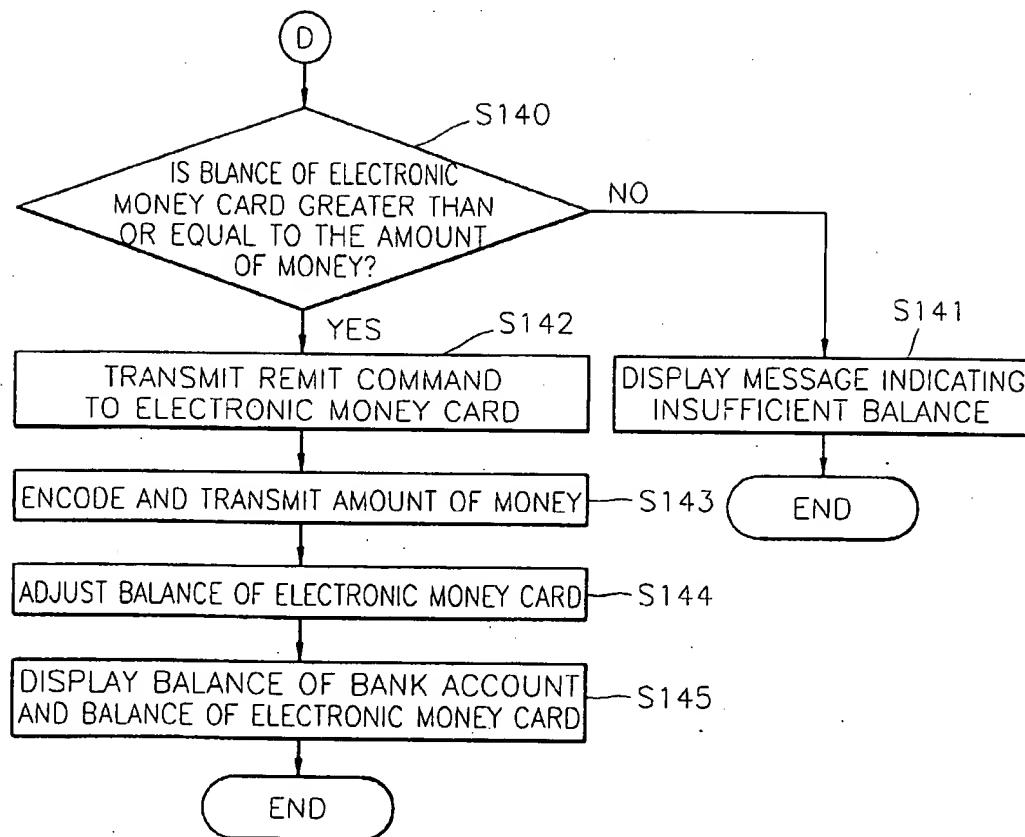 D
S140
IS BLANCE OF ELECTRONIC
MONEY CARD GREATER THAN
OR EQUAL TO THE AMOUNT
OF MONEY?
NO
YES
S142
TRANSMIT REMIT COMMAND
TO ELECTRONIC MONEY CARD
S141
DISPLAY MESSAGE INDICATING
INSUFFICIENT BALANCE
END
ENCODE AND TRANSMIT AMOUNT OF MONEY
S143
ADJUST BALANCE OF ELECTRONIC MONEY CARD
S144
DISPLAY BALANCE OF BANK ACCOUNT
AND BALANCE OF ELECTRONIC MONEY CARD
S145
END